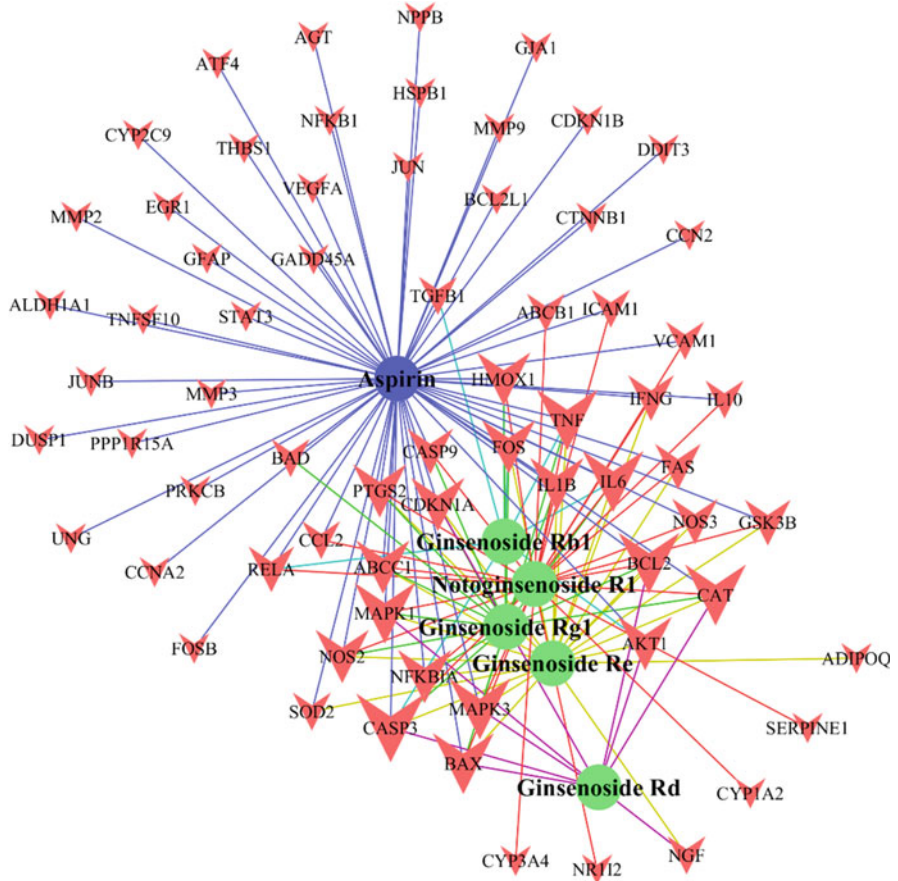 NPPB
AGT
GJA1
ATF4
HSPB1
NFKB1
MMP9
CDKN1B
CYP2C9
THBS1
DDIT3
JUN
VEGFA
BCL2L1
EGR1
MMP2
CTNNB1
CCN2
GFAP
GADD45A
TGFB1
ALDH1A1
TNFSF10
STAT3
ABCB1
ICAM1
VCAM1
JUNB
MMP3
Aspirin
HMOX1
IFNG
IL10
TNF
DUSP1
PPP1R15A
BAD
CASP9
FOS
FAS
PRKCB
PTGS2
CDKN1A
IL1B
IL6
NOS3
GSK3B
UNG
CCL2
Ginsenoside Rb1
CCNA2
RELA
ABCC1
BCL2
Notoginsenoside R1
CAT
MAPK1
Ginsenoside Rg1
FOSB
NOS2
NFKBIA
Ginsenoside Re
AKT1
ADIPOQ
SOD2
CASP3
MAPK3
SERPINE1
BAX
Ginsenoside Rd
CYP1A2
CYP3A4
NR1I2
NGF